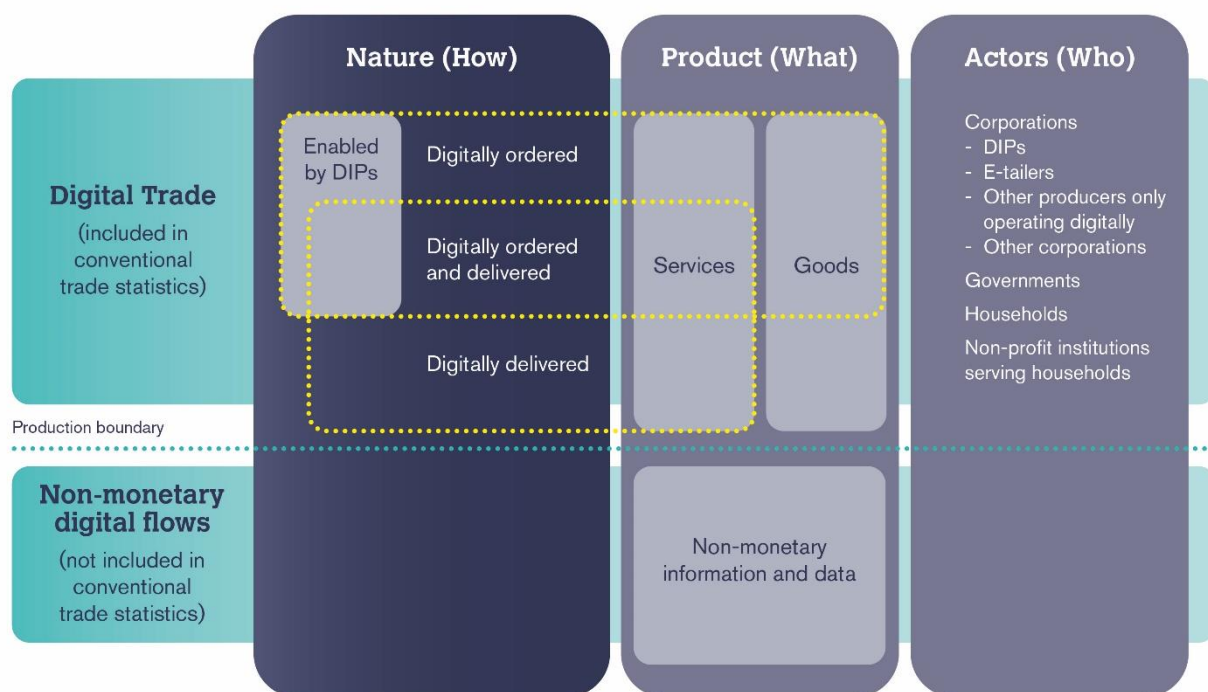 Nature (How)
Product (What)
Actors (Who)
Digital Trade
(included in
conventional
trade statistics)
Enabled
by DIPs
Digitally ordered
Digitally ordered
and delivered
Digitally delivered
Services
Goods
Corporations
- DIPs
- E-tailers
- Other producers only
operating digitally
- Other corporations
Governments
Households
Non-profit institutions
serving households
Production boundary
Non-monetary
digital flows
(not included in
conventional
trade statistics)
Non-monetary
information and data